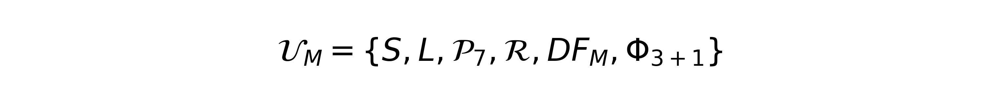 𝒰_M = {S, L, 𝒫_7, ℛ, DF_M, Φ_{3+1}}